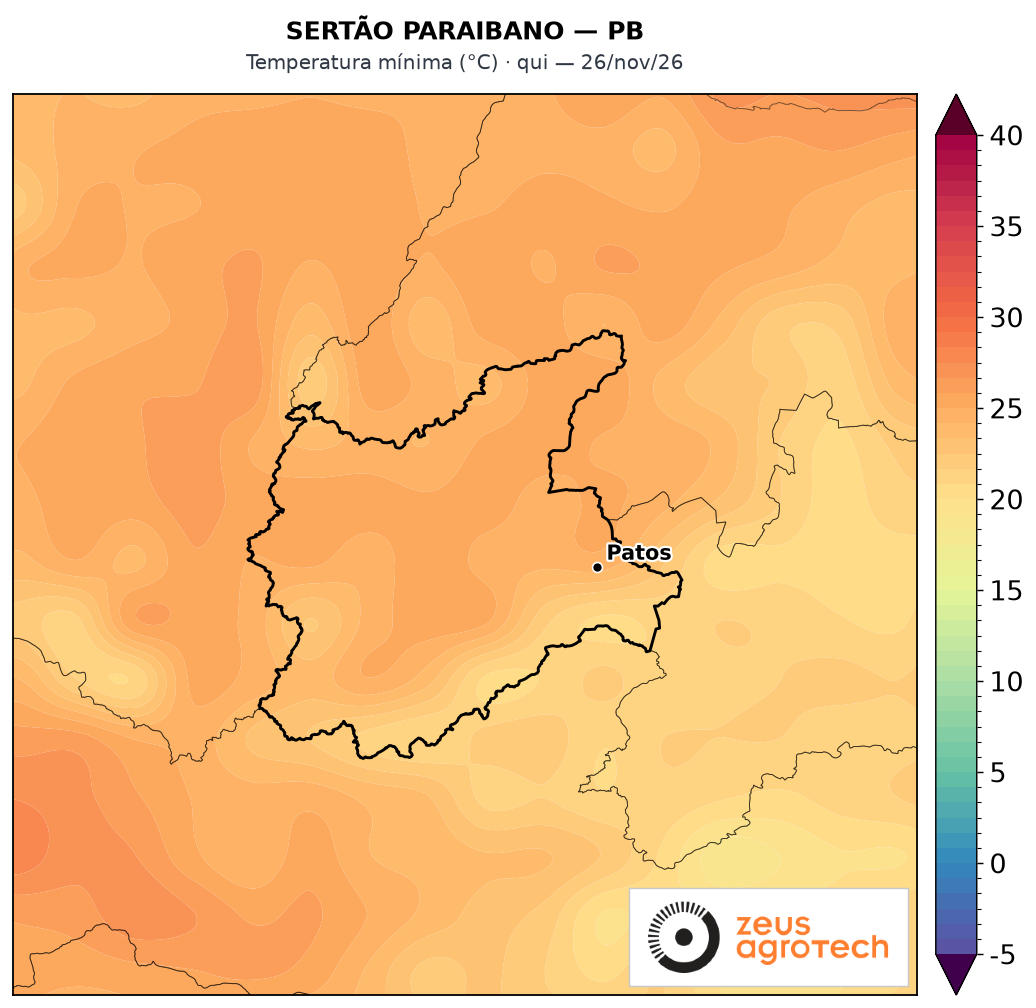 SERTÃO PARAIBANO — PB
Temperatura mínima (°C) · qui — 26/nov/26
40
35
30
25
20
15
10
5
0
-5
Patos
zeus
agrotech